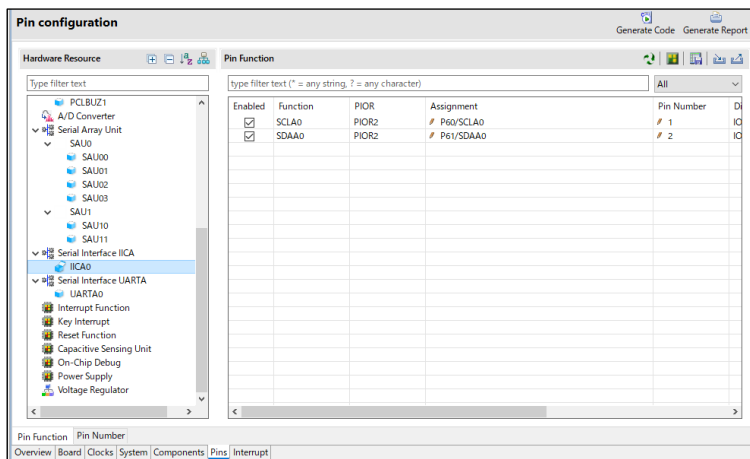 Pin configuration
Generate Code Generate Report
Hardware Resource
Type filter text
PCLBUZ1
A/D Converter
Serial Array Unit
SAU0
SAU00
SAU01
SAU02
SAU03
SAU1
SAU10
SAU11
Serial Interface IICA
IICA0
Serial Interface UARTA
UARTA0
Interrupt Function
Key Interrupt
Reset Function
Capacitive Sensing Unit
On-Chip Debug
Power Supply
Voltage Regulator
Pin Function
type filter text (* = any string, ? = any character) All
Enabled Function PIOR Assignment Pin Number Di
SCLA0 PIOR2 P60/SCLA0 1 IO
SDAA0 PIOR2 P61/SDAA0 2 IO
Pin Function Pin Number
Overview Board Clocks System Components Pins Interrupt